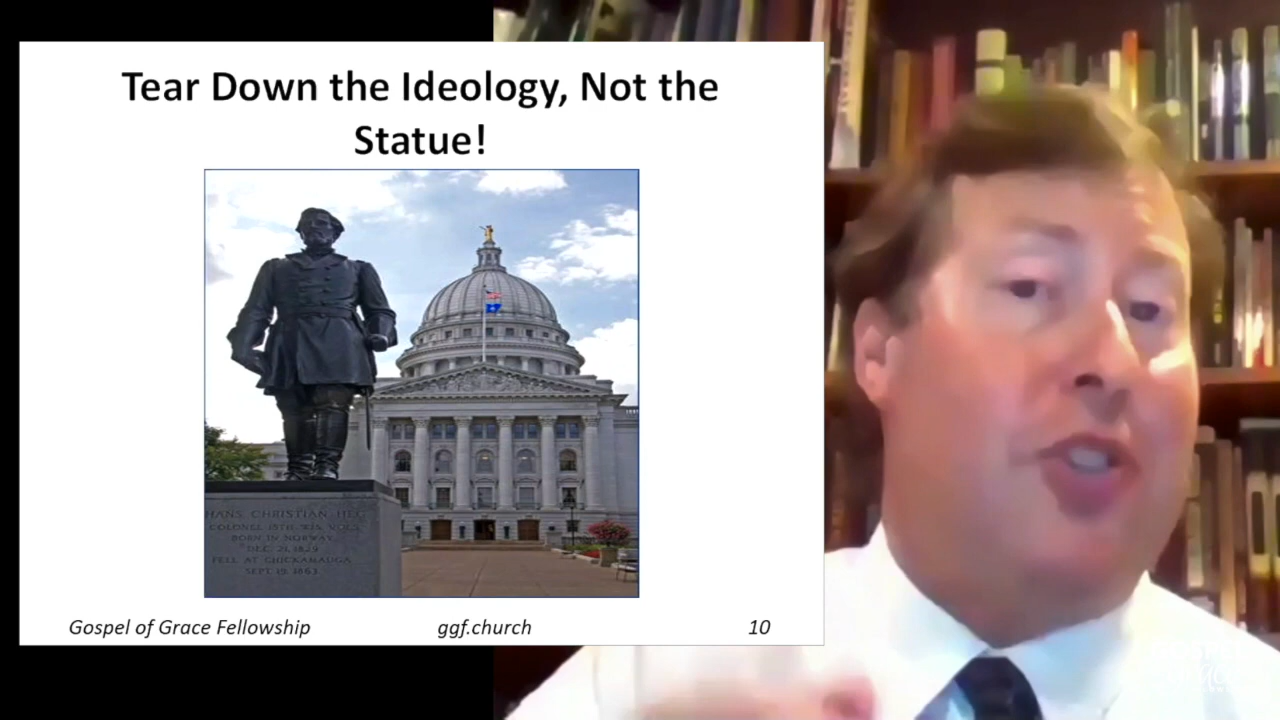 Tear Down the Ideology, Not the
Statue!
HANS CHRISTIAN HEG
COLONEL 15TH WIS. VOLS.
BORN IN NORWAY
DEC. 21, 1829
FELL AT CHICKAMAUGA
SEPT. 19, 1863
Gospel of Grace Fellowship ggf.church 10